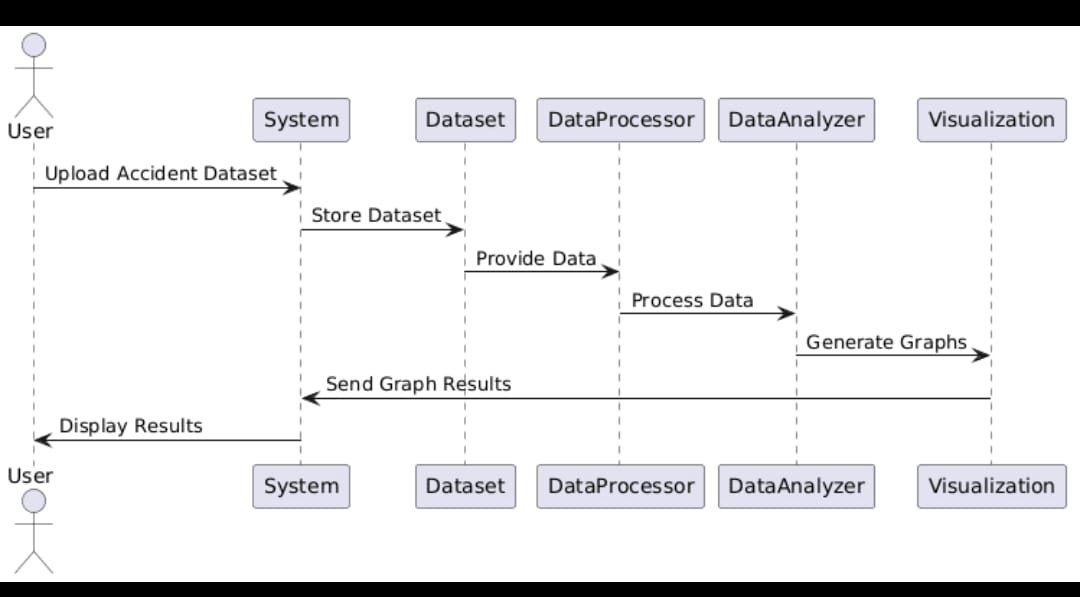 User
System
Dataset
DataProcessor
DataAnalyzer
Visualization
Upload Accident Dataset
Store Dataset
Provide Data
Process Data
Generate Graphs
Send Graph Results
Display Results
User
System
Dataset
DataProcessor
DataAnalyzer
Visualization